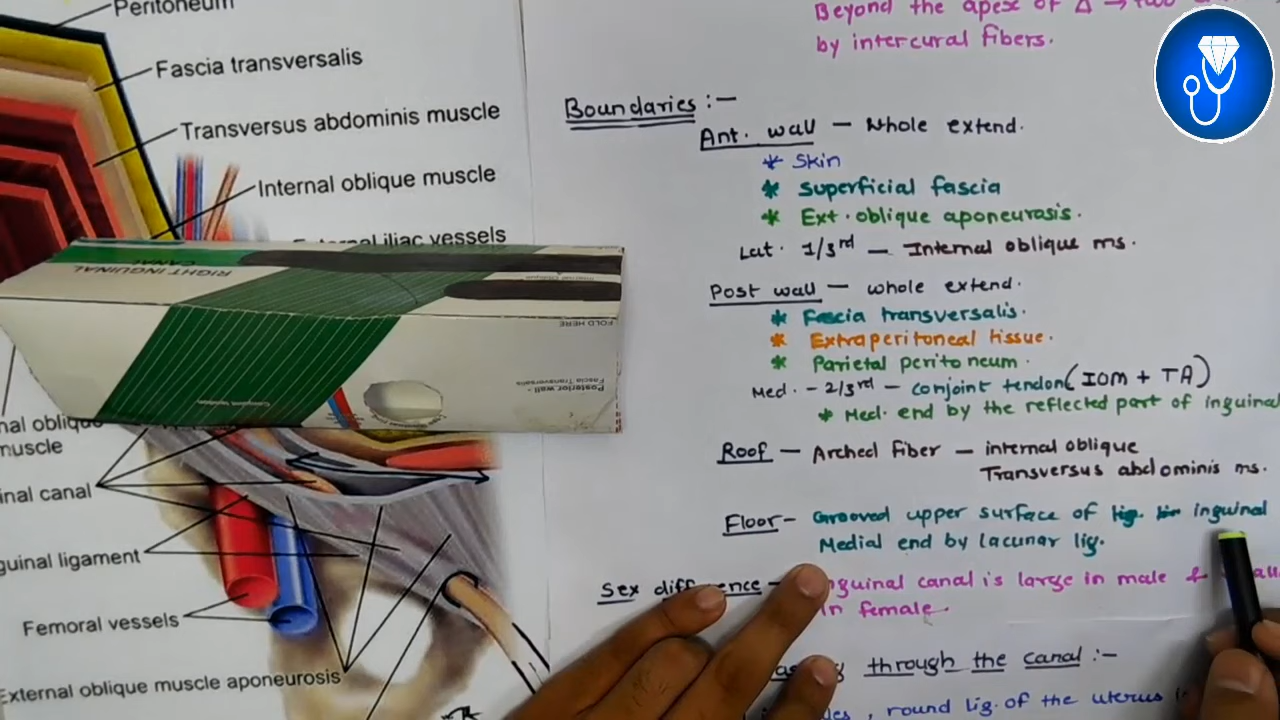 Peritoneum
Fascia transversalis
Transversus abdominis muscle
Internal oblique muscle
iliac vessels
RIGHT INGUINAL
CANAL
FOLD HERE
Posterior wall -
Fascia Transversalis
muscle
canal
ligament
Femoral vessels
External oblique muscle aponeurosis
Beyond the apex of Δ →
by intercural fibers.
Boundaries :-
Ant. wall - Whole extend.
* Skin
* Superficial fascia
* Ext. oblique aponeurosis.
Lat. 1/3rd - Internal oblique ms.
Post wall - whole extend.
* Fascia transversalis.
* Extraperitoneal tissue.
* Parietal peritoneum.
Med. - 2/3rd - conjoint tendon (IOM + TA)
* Med. end by the reflected part of inguinal
Roof - Arched fiber - internal oblique
Transversus abdominis ms.
Floor - Grooved upper surface of inguinal
Medial end by lacunar lig.
Sex difference - inguinal canal is large in male &
in female.
through the canal :-
, round lig. of the uterus